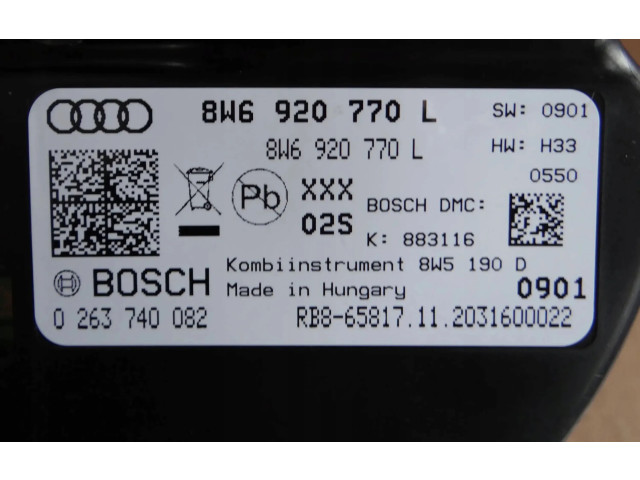 8W6 920 770 L SW: 0901
8W6 920 770 L HW: H33
0550
Pb XXX
02S
BOSCH DMC:
K: 883116
BOSCH
Kombiinstrument 8W5 190 D
Made in Hungary 0901
0 263 740 082 RB8-65817.11.2031600022